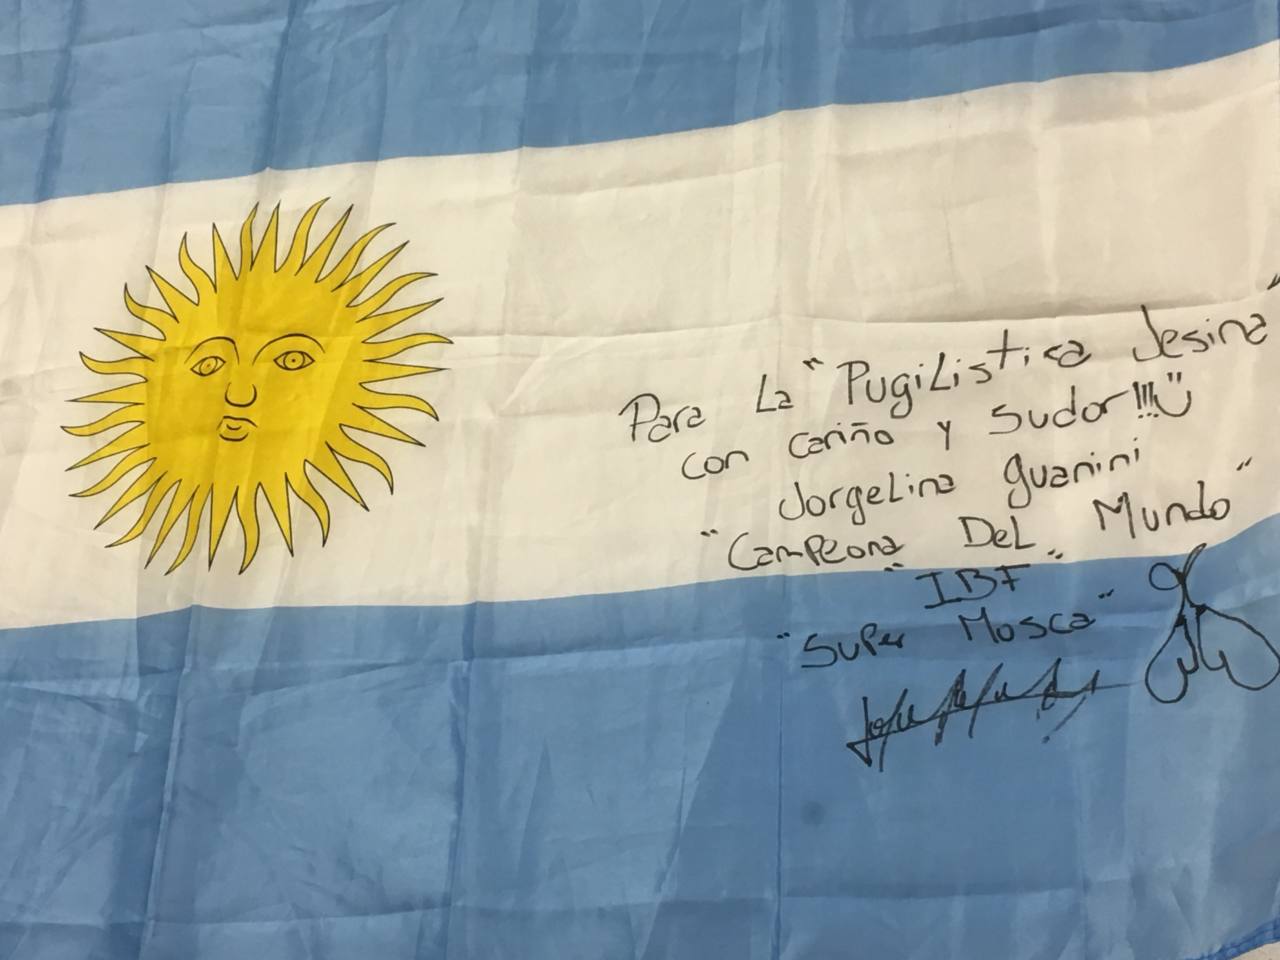 Para La "Pugilistica Jesina"
con cariño y sudor!!!
Jorgelina guanini
"Campeona Del Mundo"
"IBF"
"Super Mosca"